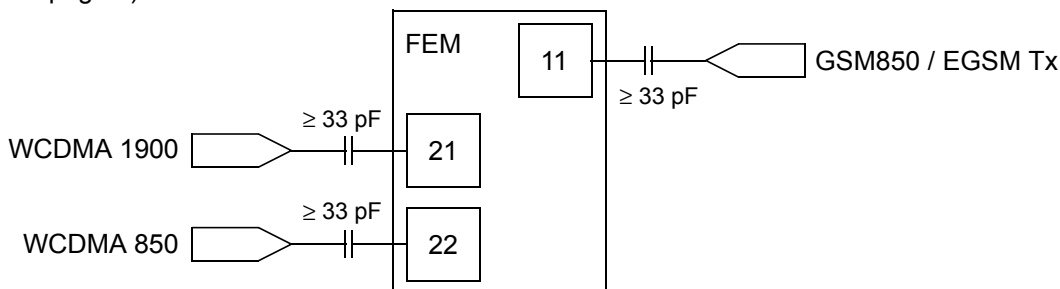 FEM
11
GSM850 / EGSM Tx
≥ 33 pF
≥ 33 pF
WCDMA 1900
21
≥ 33 pF
WCDMA 850
22